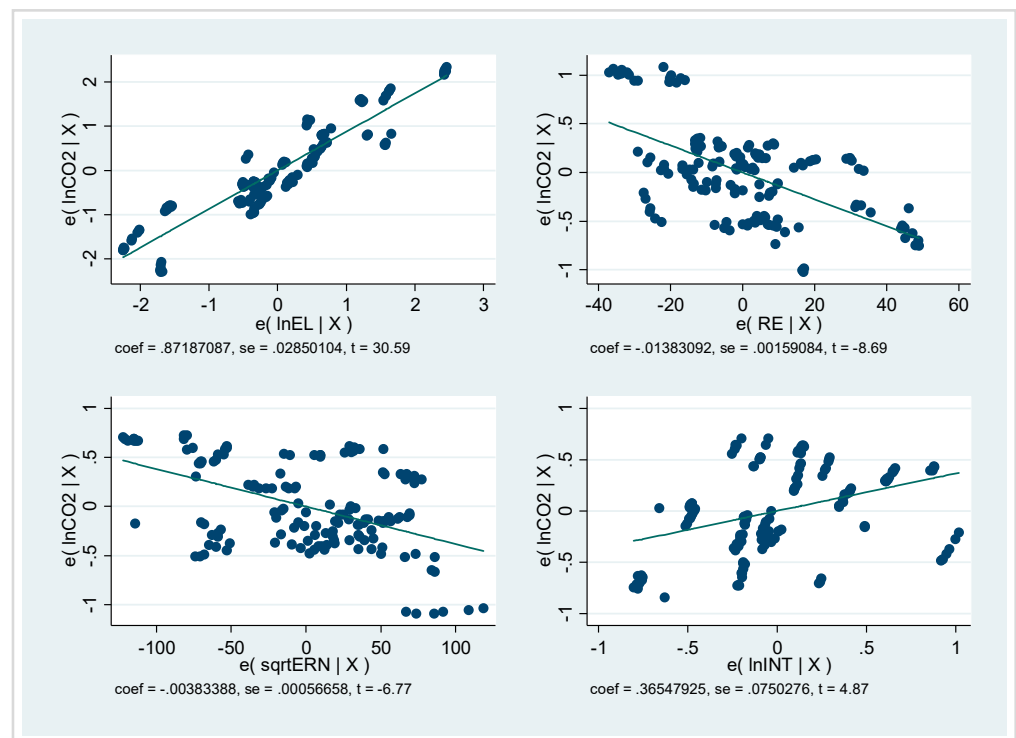 e( lnCO2 | X )
2
1
0
-1
-2
-2 -1 0 1 2 3
e( lnEL | X )
coef = .87187087, se = .02850104, t = 30.59
e( lnCO2 | X )
1
.5
0
-.5
-1
-40 -20 0 20 40 60
e( RE | X )
coef = -.01383092, se = .00159084, t = -8.69
e( lnCO2 | X )
1
.5
0
-.5
-1
-100 -50 0 50 100
e( sqrtERN | X )
coef = -.00383388, se = .00056658, t = -6.77
e( lnCO2 | X )
1
.5
0
-.5
-1
-1 -.5 0 .5 1
e( lnINT | X )
coef = .36547925, se = .0750276, t = 4.87